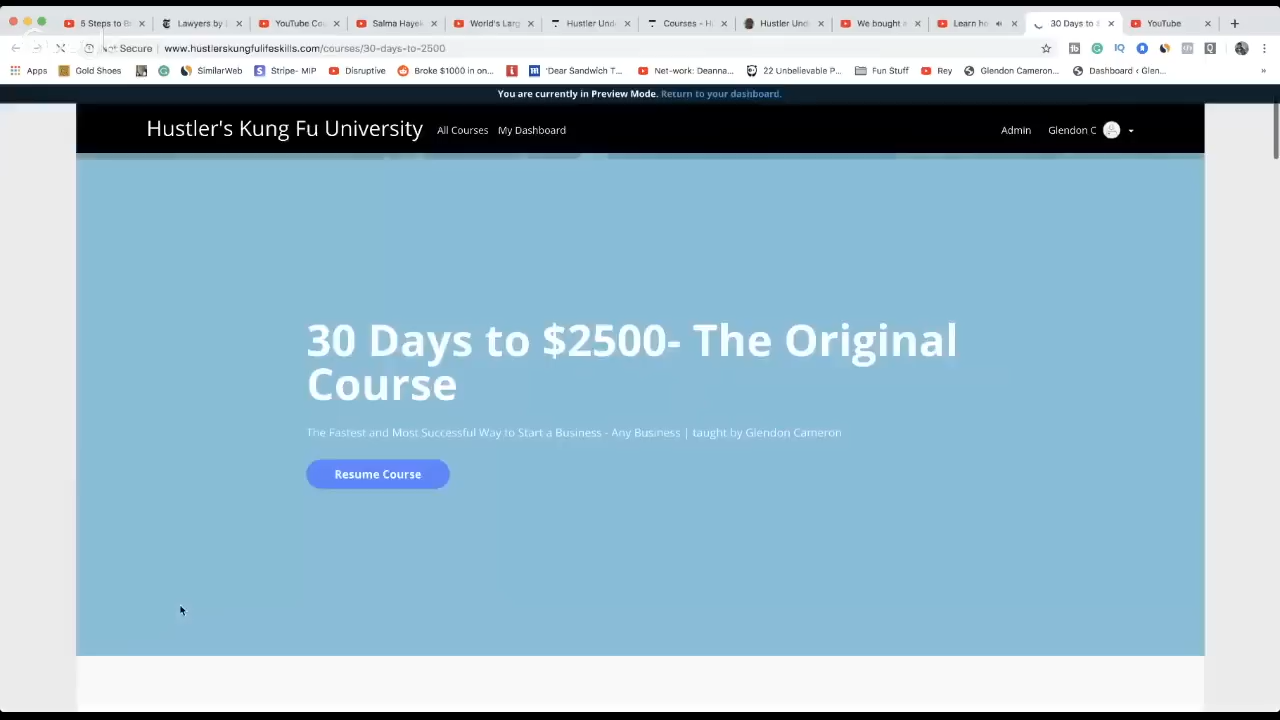 5 Steps to B
Lawyers by
YouTube Cou
Salma Hayek
World's Larg
Hustler Und
Courses - H
Hustler Und
We bought a
Learn ho
30 Days to
YouTube
Secure
www.hustlerskungfulifeskills.com/courses/30-days-to-2500
Apps
Gold Shoes
SimilarWeb
Stripe- MIP
Disruptive
Broke $1000 in on...
'Dear Sandwich T...
Net-work: Deanna...
22 Unbelievable P...
Fun Stuff
Rey
Glendon Cameron...
Dashboard ‹ Glen...
You are currently in Preview Mode. Return to your dashboard.
Hustler's Kung Fu University
All Courses
My Dashboard
Admin
Glendon C
30 Days to $2500- The Original
Course
The Fastest and Most Successful Way to Start a Business - Any Business | taught by Glendon Cameron
Resume Course